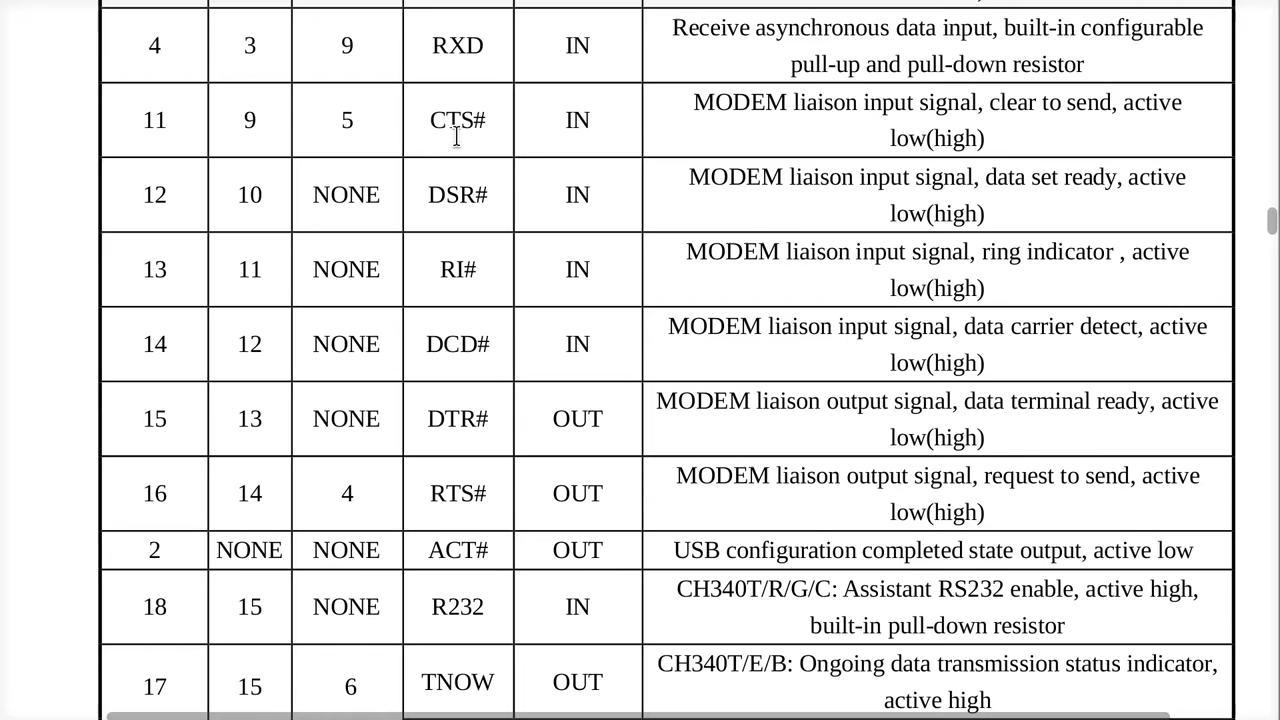 4 3 9 RXD IN Receive asynchronous data input, built-in configurable
pull-up and pull-down resistor
11 9 5 CTS# IN MODEM liaison input signal, clear to send, active
low(high)
12 10 NONE DSR# IN MODEM liaison input signal, data set ready, active
low(high)
13 11 NONE RI# IN MODEM liaison input signal, ring indicator , active
low(high)
14 12 NONE DCD# IN MODEM liaison input signal, data carrier detect, active
low(high)
15 13 NONE DTR# OUT MODEM liaison output signal, data terminal ready, active
low(high)
16 14 4 RTS# OUT MODEM liaison output signal, request to send, active
low(high)
2 NONE NONE ACT# OUT USB configuration completed state output, active low
18 15 NONE R232 IN CH340T/R/G/C: Assistant RS232 enable, active high,
built-in pull-down resistor
17 15 6 TNOW OUT CH340T/E/B: Ongoing data transmission status indicator,
active high